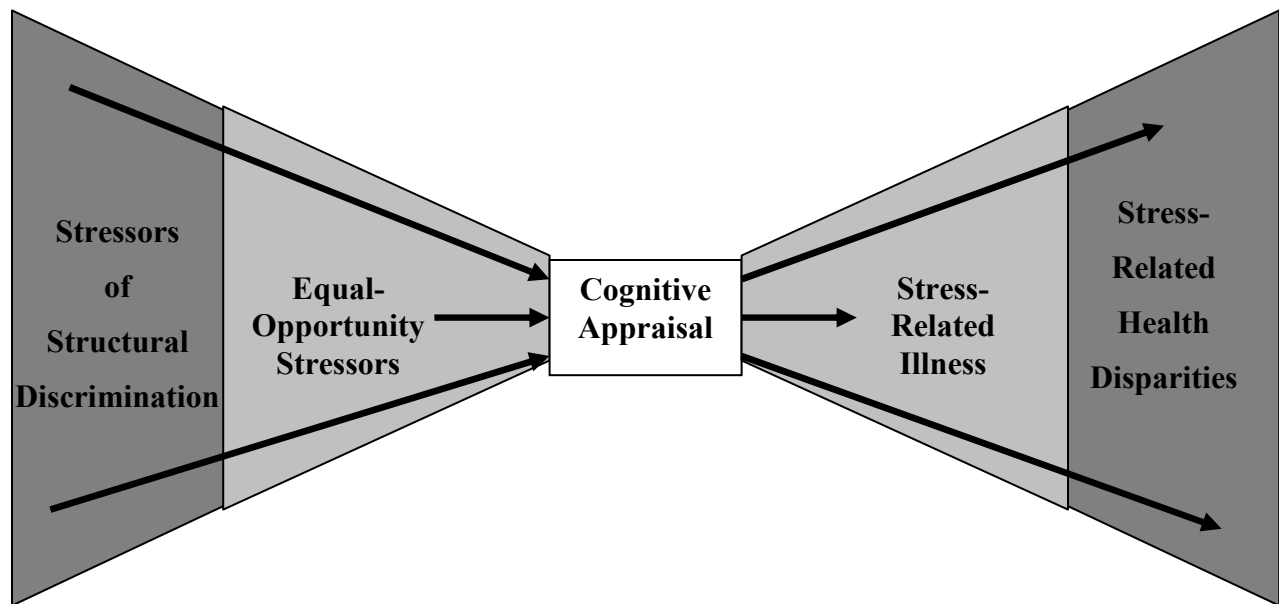 Stressors
of
Structural
Discrimination
Equal-
Opportunity
Stressors
Cognitive
Appraisal
Stress-
Related
Illness
Stress-
Related
Health
Disparities